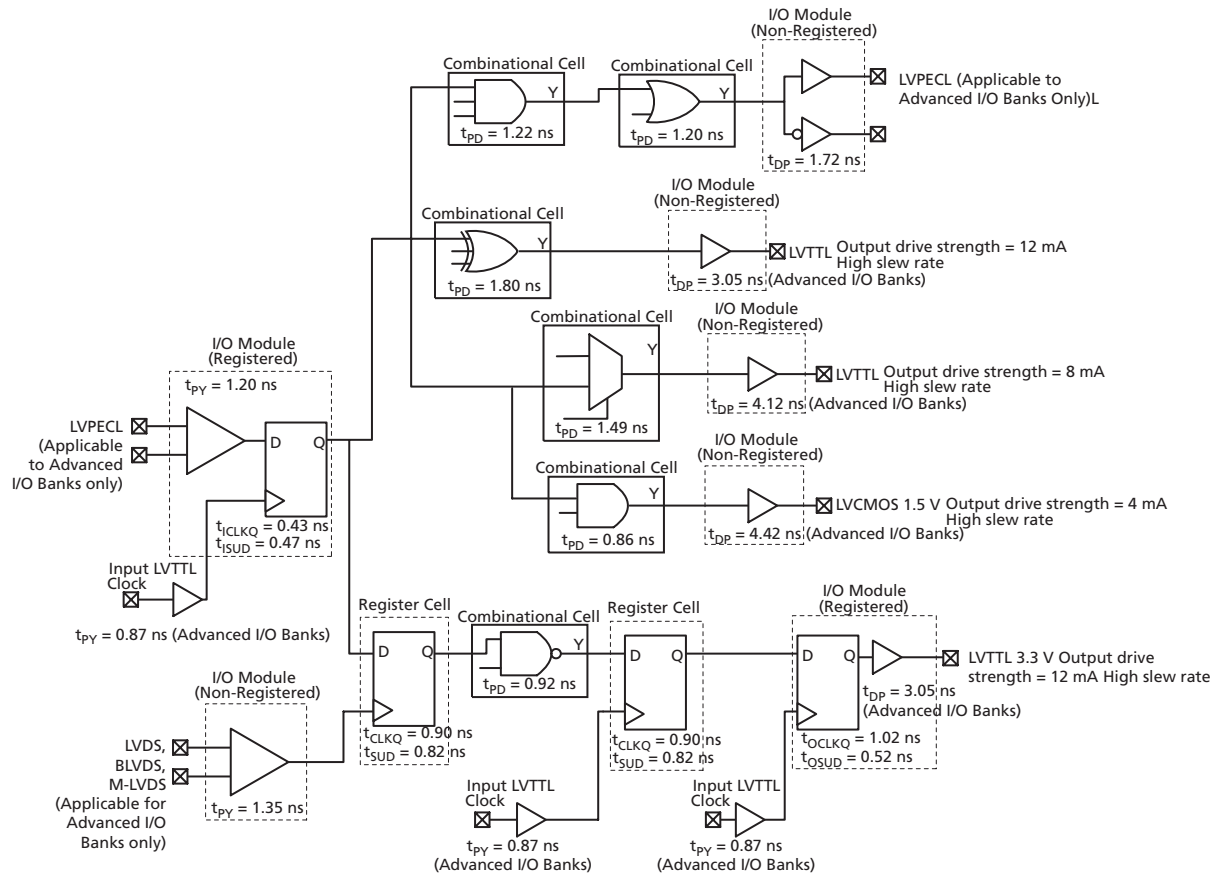 I/O Module
(Non-Registered)
Combinational Cell
Y
tPD = 1.22 ns
Combinational Cell
Y
tPD = 1.20 ns
tDP = 1.72 ns
LVPECL (Applicable to
Advanced I/O Banks Only)L
Combinational Cell
Y
tPD = 1.80 ns
I/O Module
(Non-Registered)
tDP = 3.05 ns (Advanced I/O Banks)
LVTTL Output drive strength = 12 mA
High slew rate
Combinational Cell
Y
tPD = 1.49 ns
I/O Module
(Non-Registered)
tDP = 4.12 ns (Advanced I/O Banks)
LVTTL Output drive strength = 8 mA
High slew rate
Combinational Cell
Y
tPD = 0.86 ns
I/O Module
(Non-Registered)
tDP = 4.42 ns (Advanced I/O Banks)
LVCMOS 1.5 V Output drive strength = 4 mA
High slew rate
I/O Module
(Registered)
tPY = 1.20 ns
LVPECL
(Applicable
to Advanced
I/O Banks only)
D
Q
tICLKQ = 0.43 ns
tISUD = 0.47 ns
Input LVTTL
Clock
tPY = 0.87 ns (Advanced I/O Banks)
I/O Module
(Non-Registered)
LVDS,
BLVDS,
M-LVDS
(Applicable for
Advanced I/O
Banks only)
tPY = 1.35 ns
Register Cell
D
Q
tCLKQ = 0.90 ns
tSUD = 0.82 ns
Combinational Cell
Y
tPD = 0.92 ns
Register Cell
D
Q
tCLKQ = 0.90 ns
tSUD = 0.82 ns
Input LVTTL
Clock
tPY = 0.87 ns
(Advanced I/O Banks)
I/O Module
(Registered)
D
Q
tDP = 3.05 ns
(Advanced I/O Banks)
tOCLKQ = 1.02 ns
tOSUD = 0.52 ns
LVTTL 3.3 V Output drive
strength = 12 mA High slew rate
Input LVTTL
Clock
tPY = 0.87 ns
(Advanced I/O Banks)